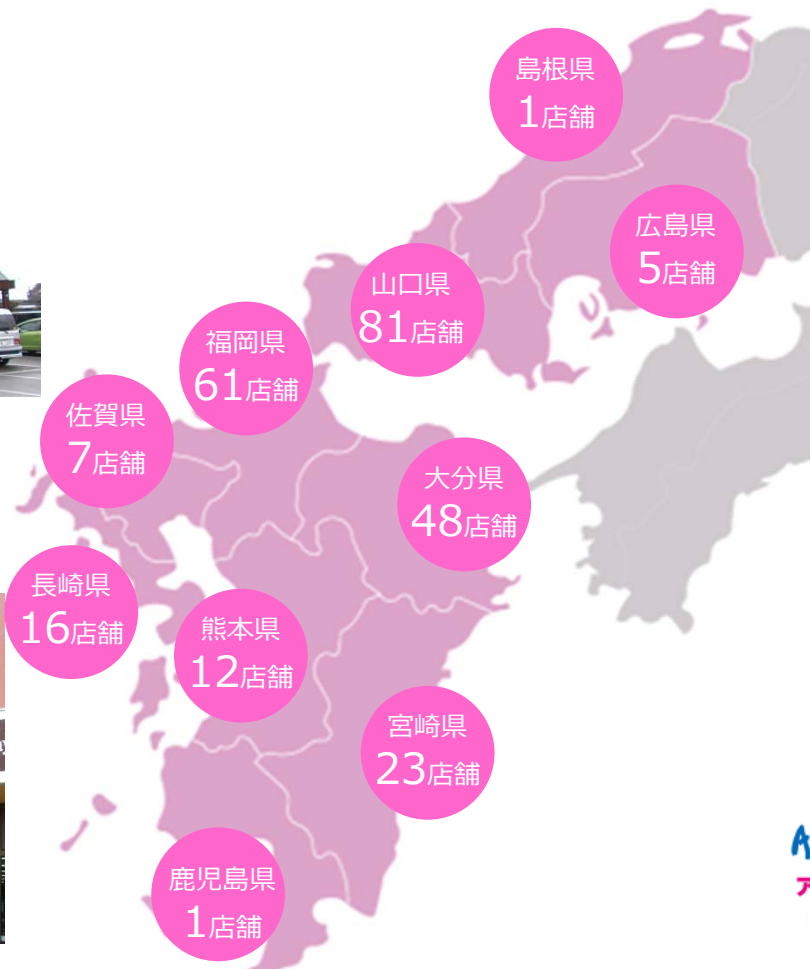 島根県
1店舗
広島県
5店舗
山口県
81店舗
福岡県
61店舗
佐賀県
7店舗
大分県
48店舗
長崎県
16店舗
熊本県
12店舗
宮崎県
23店舗
鹿児島県
1店舗
A
ア